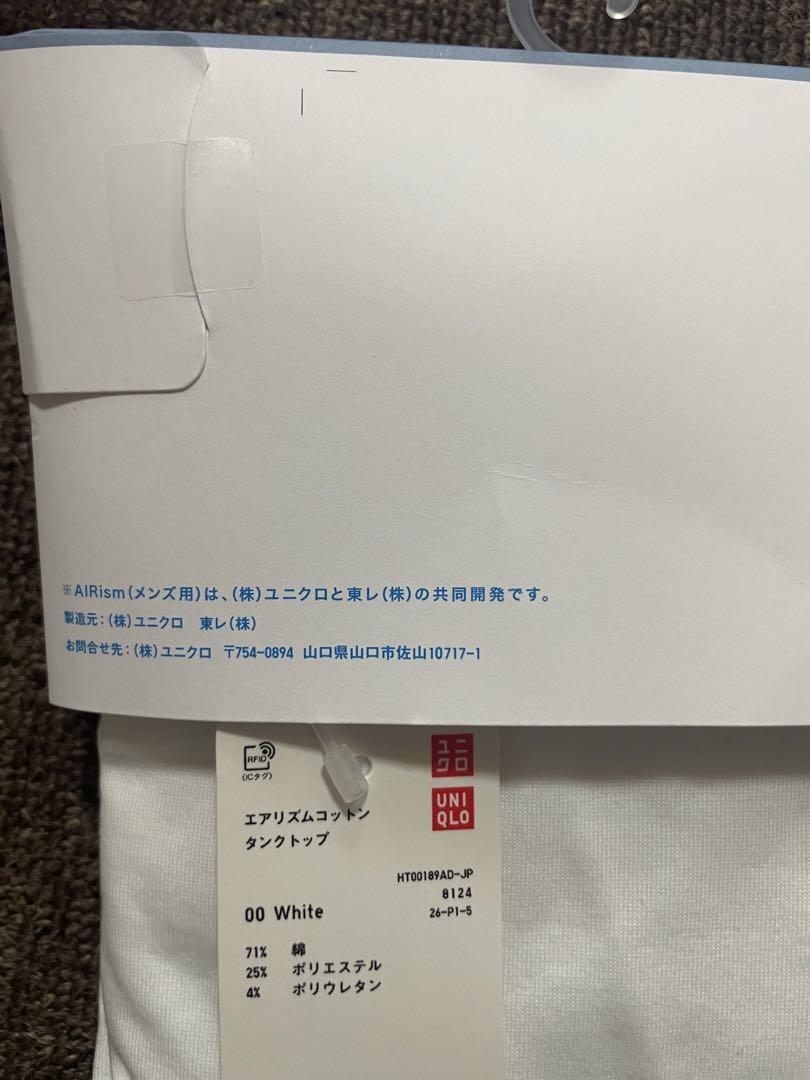 ※AIRism(メンズ用)は、(株)ユニクロと東レ(株)の共同開発です。
製造元：(株)ユニクロ　東レ(株)
お問合せ先：(株)ユニクロ　〒754-0894　山口県山口市佐山10717-1
RFID
(ICタグ)
ユニ
クロ
UNI
QLO
エアリズムコットン
タンクトップ
HT00189AD-JP
8124
26-P1-5
00 White
71% 綿
25% ポリエステル
4% ポリウレタン